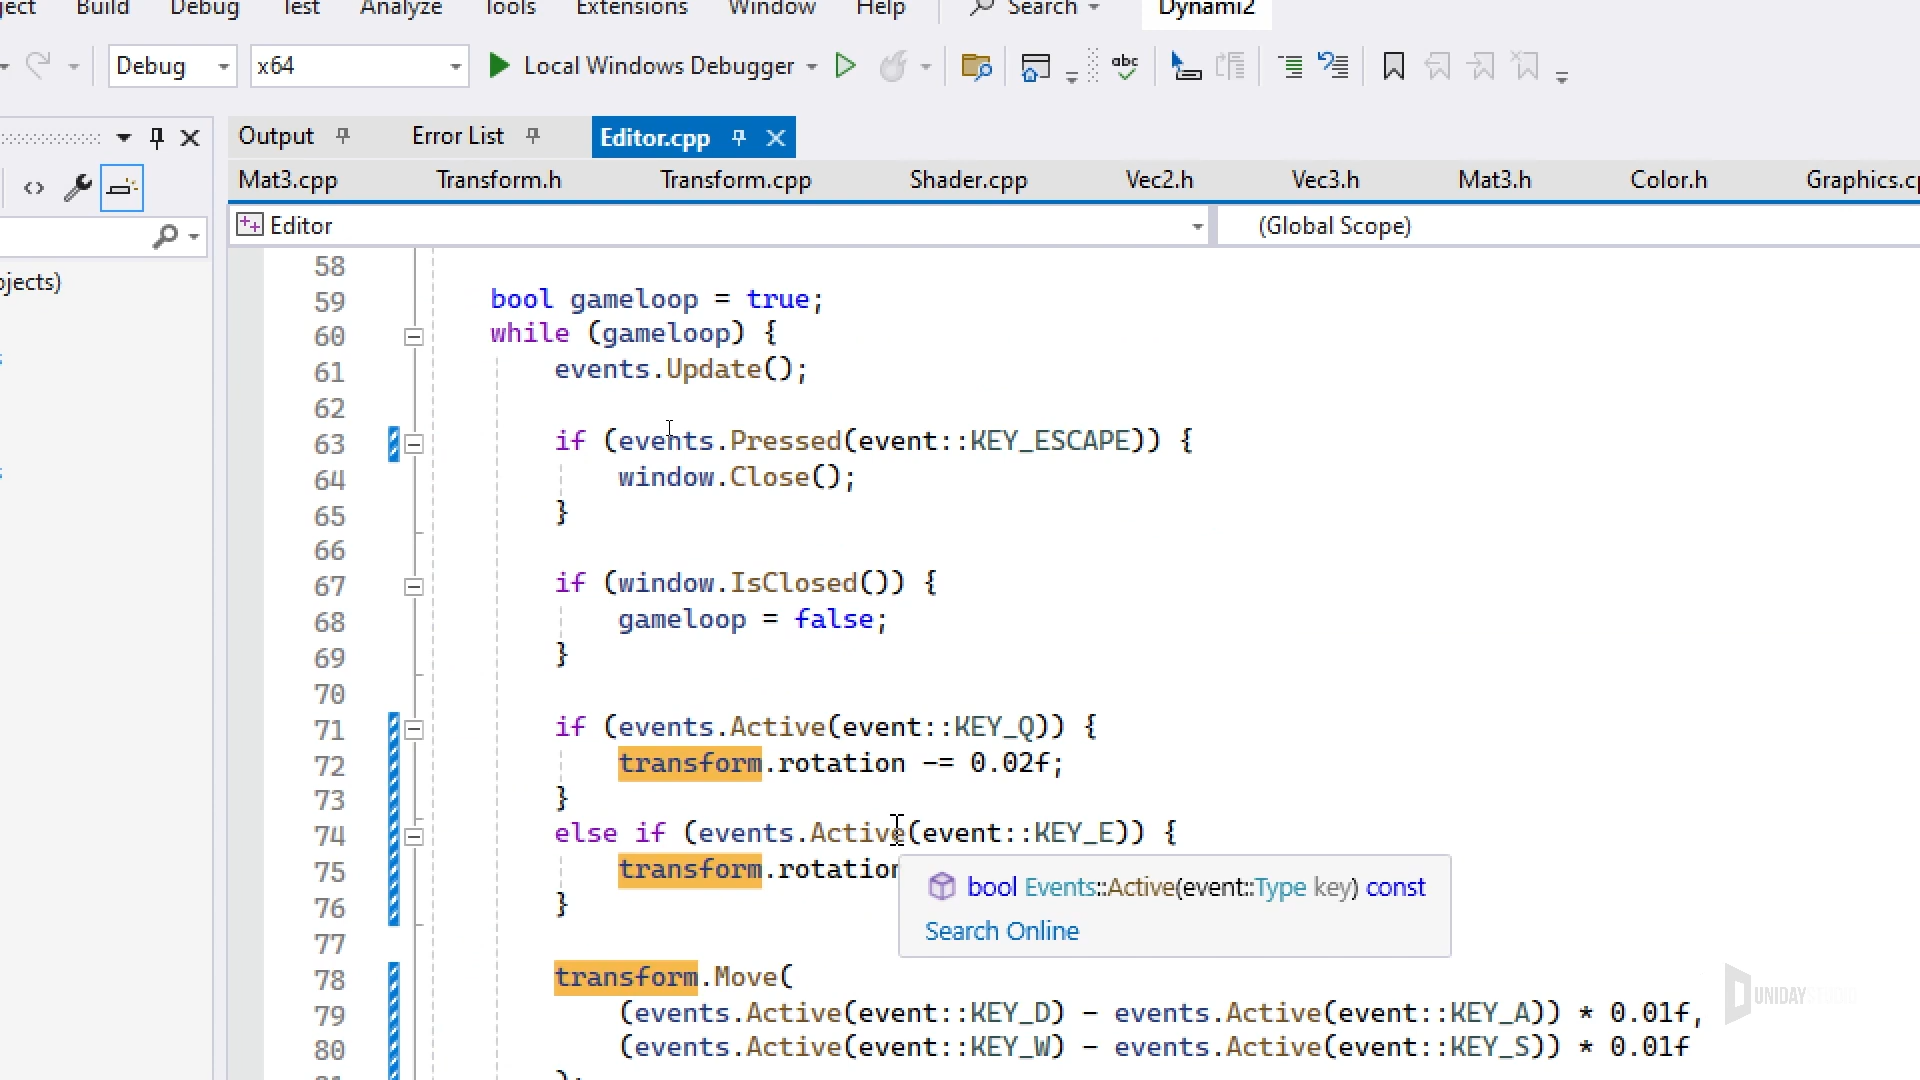 Build Debug Test Analyze Tools Extensions Window Help Search Dynami2
Debug x64 Local Windows Debugger abc
Output Error List Editor.cpp
Mat3.cpp Transform.h Transform.cpp Shader.cpp Vec2.h Vec3.h Mat3.h Color.h
Editor (Global Scope)
58
59 bool gameloop = true;
60 while (gameloop) {
61 events.Update();
62
63 if (events.Pressed(event::KEY_ESCAPE)) {
64 window.Close();
65 }
66
67 if (window.IsClosed()) {
68 gameloop = false;
69 }
70
71 if (events.Active(event::KEY_Q)) {
72 transform.rotation -= 0.02f;
73 }
74 else if (events.Active(event::KEY_E)) {
75 transform.rotation
bool Events::Active(event::Type key) const
76 }
Search Online
77
78 transform.Move(
79 (events.Active(event::KEY_D) - events.Active(event::KEY_A)) * 0.01f,
80 (events.Active(event::KEY_W) - events.Active(event::KEY_S)) * 0.01f
UNIDAY STUDIO